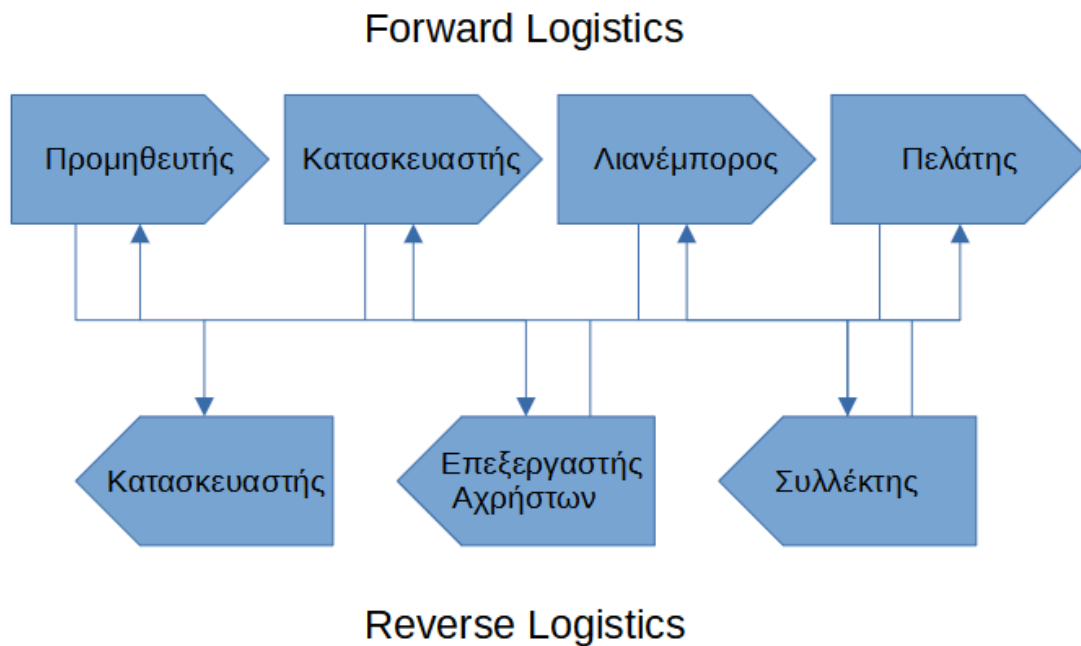 Forward Logistics
Προμηθευτής
Κατασκευαστής
Λιανέμπορος
Πελάτης
Κατασκευαστής
Επεξεργαστής
Αχρήστων
Συλλέκτης
Reverse Logistics